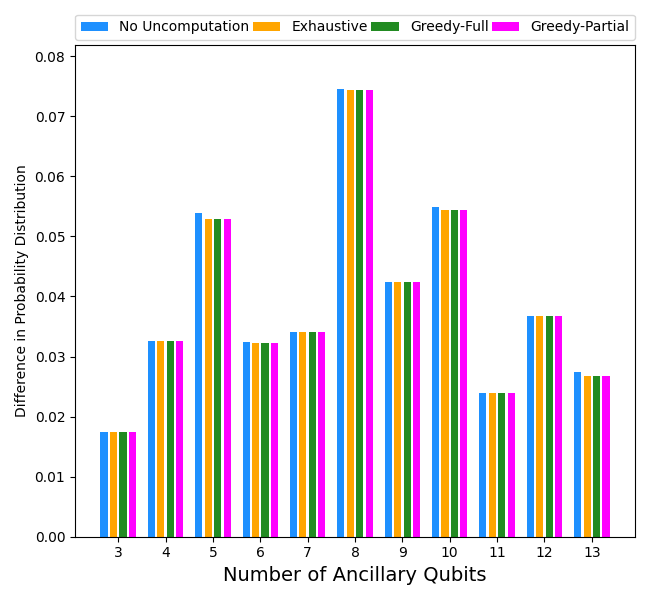 No Uncomputation Exhaustive Greedy-Full Greedy-Partial
0.08
0.07
0.06
0.05
0.04
0.03
0.02
0.01
0.00
Difference in Probability Distribution
3 4 5 6 7 8 9 10 11 12 13
Number of Ancillary Qubits